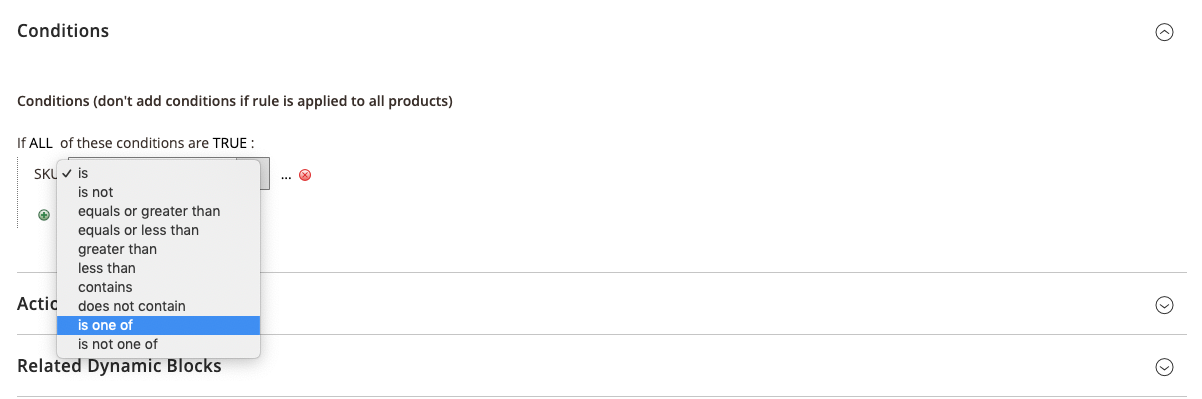 Conditions
Conditions (don't add conditions if rule is applied to all products)
If ALL of these conditions are TRUE :
SKU ✓ is ...
is not
equals or greater than
equals or less than
greater than
less than
contains
does not contain
is one of
is not one of
Related Dynamic Blocks